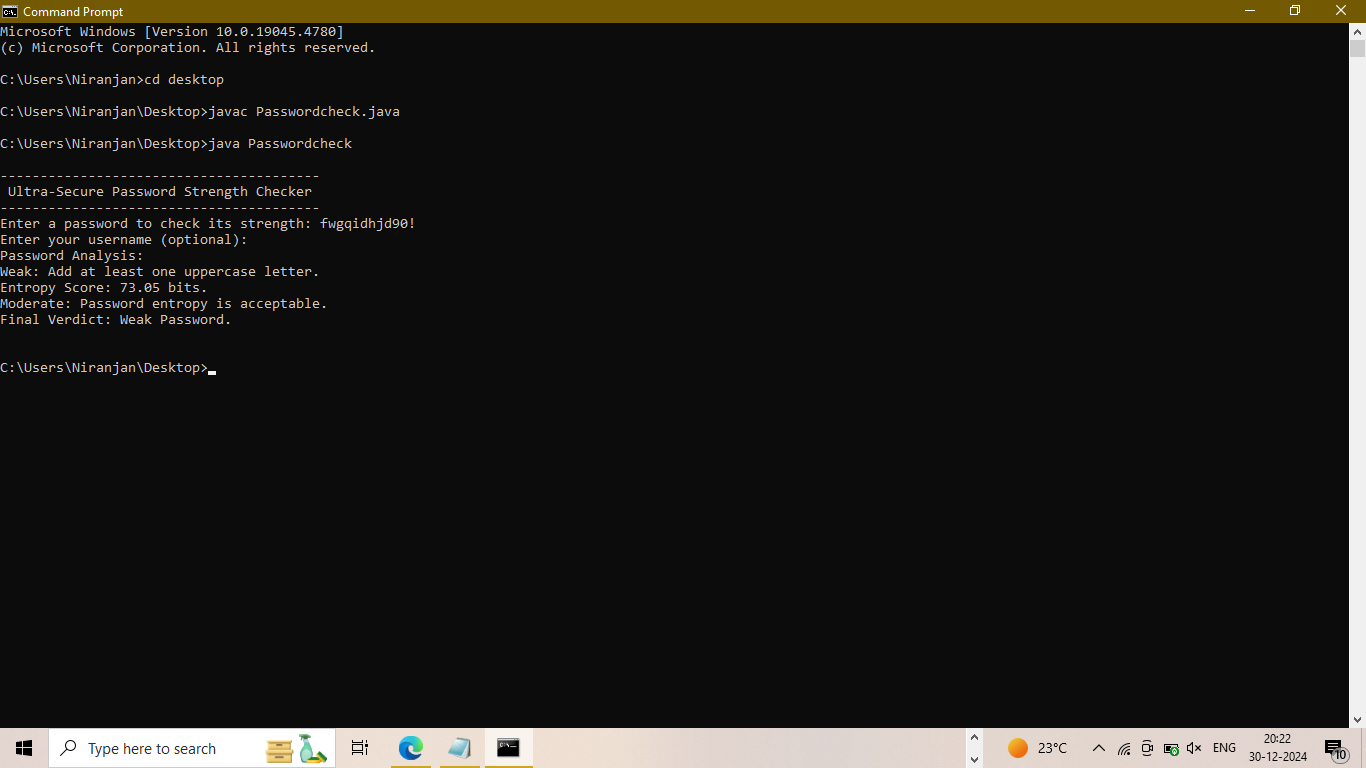 Command Prompt
Microsoft Windows [Version 10.0.19045.4780]
(c) Microsoft Corporation. All rights reserved.
C:\Users\Niranjan>cd desktop
C:\Users\Niranjan\Desktop>javac Passwordcheck.java
C:\Users\Niranjan\Desktop>java Passwordcheck
----------------------------------------
Ultra-Secure Password Strength Checker
----------------------------------------
Enter a password to check its strength: fwgqidhjd90!
Enter your username (optional):
Password Analysis:
Weak: Add at least one uppercase letter.
Entropy Score: 73.05 bits.
Moderate: Password entropy is acceptable.
Final Verdict: Weak Password.
C:\Users\Niranjan\Desktop>
Type here to search
23°C
ENG
20:22
30-12-2024
10